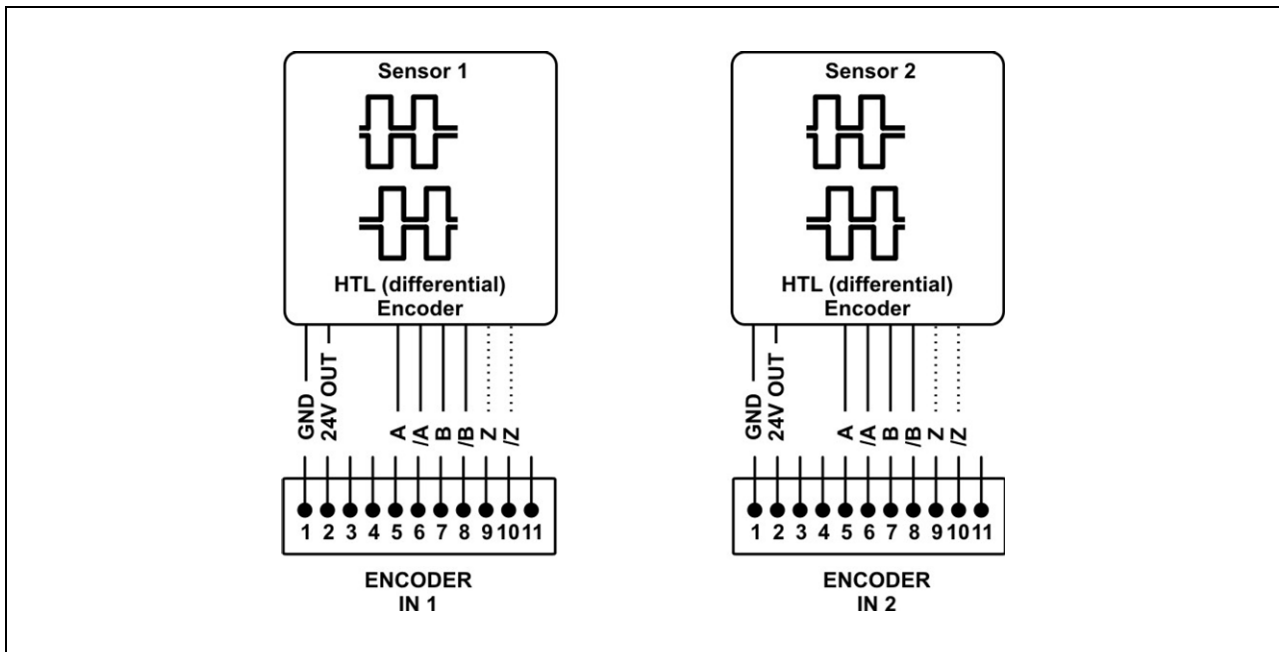 Sensor 1
HTL (differential)
Encoder
GND
24V OUT
A
/A
B
/B
Z
/Z
1 2 3 4 5 6 7 8 9 10 11
ENCODER
IN 1
Sensor 2
HTL (differential)
Encoder
GND
24V OUT
A
/A
B
/B
Z
/Z
1 2 3 4 5 6 7 8 9 10 11
ENCODER
IN 2